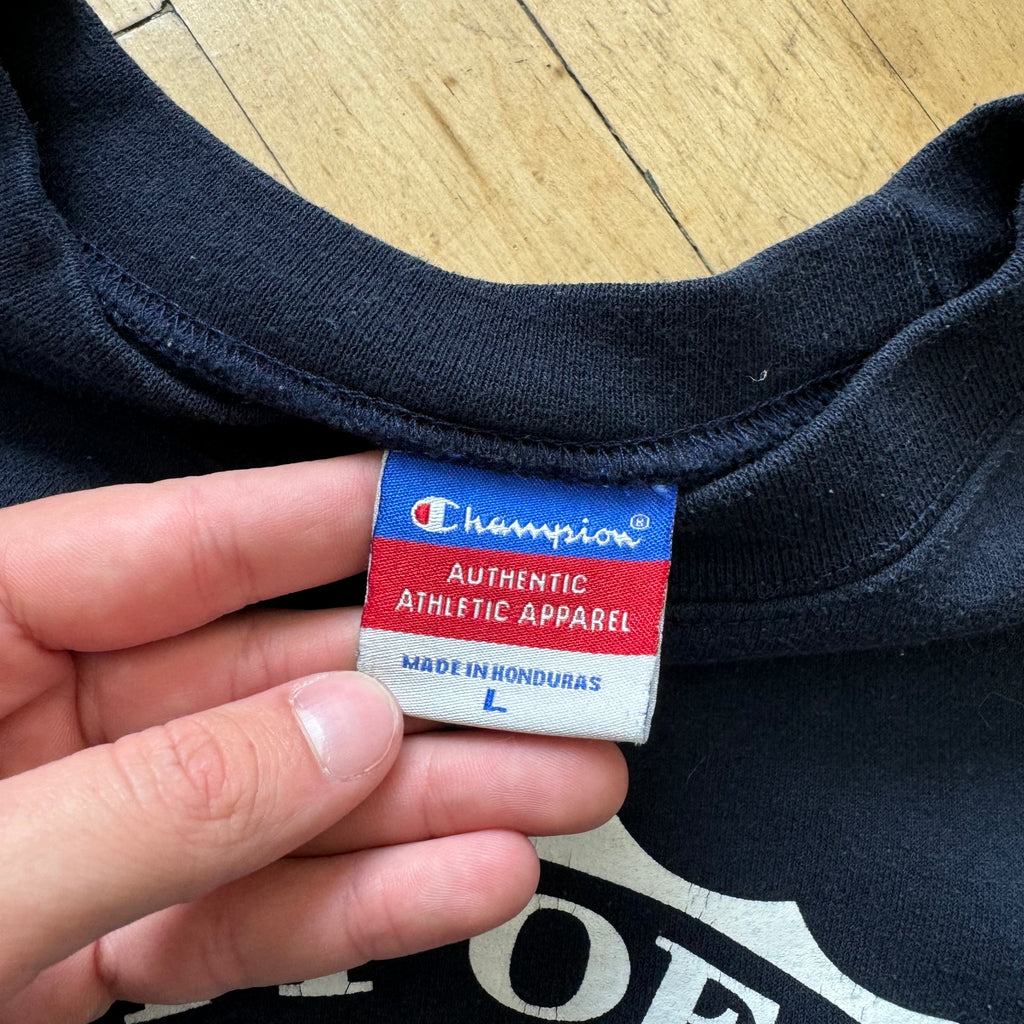 Champion®
AUTHENTIC
ATHLETIC APPAREL
MADE IN HONDURAS
L
OF